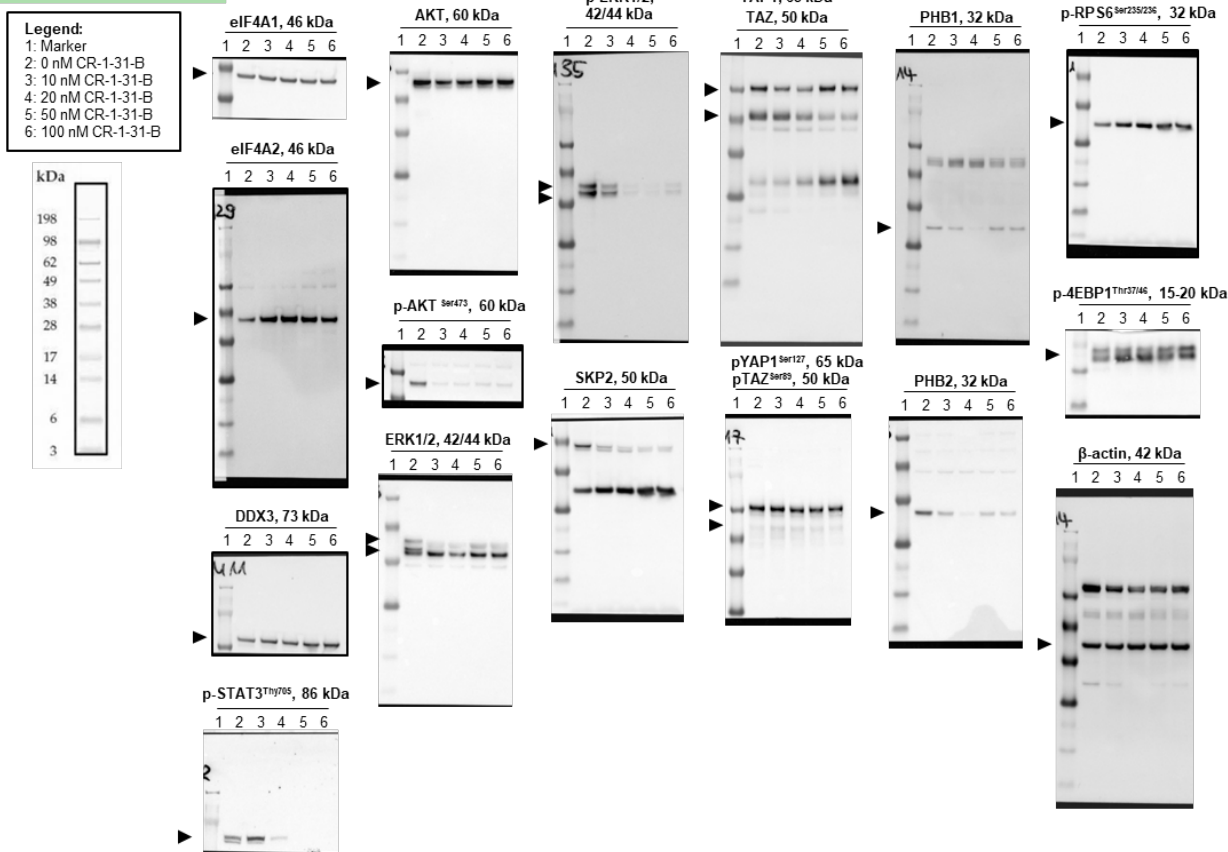 Legend:
1: Marker
2: 0 nM CR-1-31-B
3: 10 nM CR-1-31-B
4: 20 nM CR-1-31-B
5: 50 nM CR-1-31-B
6: 100 nM CR-1-31-B
kDa
198
98
62
49
38
28
17
14
6
3
eIF4A1, 46 kDa
1 2 3 4 5 6
eIF4A2, 46 kDa
1 2 3 4 5 6
29
DDX3, 73 kDa
1 2 3 4 5 6
p-STAT3Thy705, 86 kDa
1 2 3 4 5 6
2
AKT, 60 kDa
1 2 3 4 5 6
p-AKT Ser473, 60 kDa
1 2 3 4 5 6
ERK1/2, 42/44 kDa
1 2 3 4 5 6
p-ERK1/2,
42/44 kDa
1 2 3 4 5 6
35
SKP2, 50 kDa
1 2 3 4 5 6
TAZ, 50 kDa
1 2 3 4 5 6
pYAP1Ser127, 65 kDa
pTAZSer89, 50 kDa
1 2 3 4 5 6
17
PHB1, 32 kDa
1 2 3 4 5 6
14
PHB2, 32 kDa
1 2 3 4 5 6
p-RPS6Ser235/236, 32 kDa
1 2 3 4 5 6
p-4EBP1Thr37/46, 15-20 kDa
1 2 3 4 5 6
β-actin, 42 kDa
1 2 3 4 5 6
14